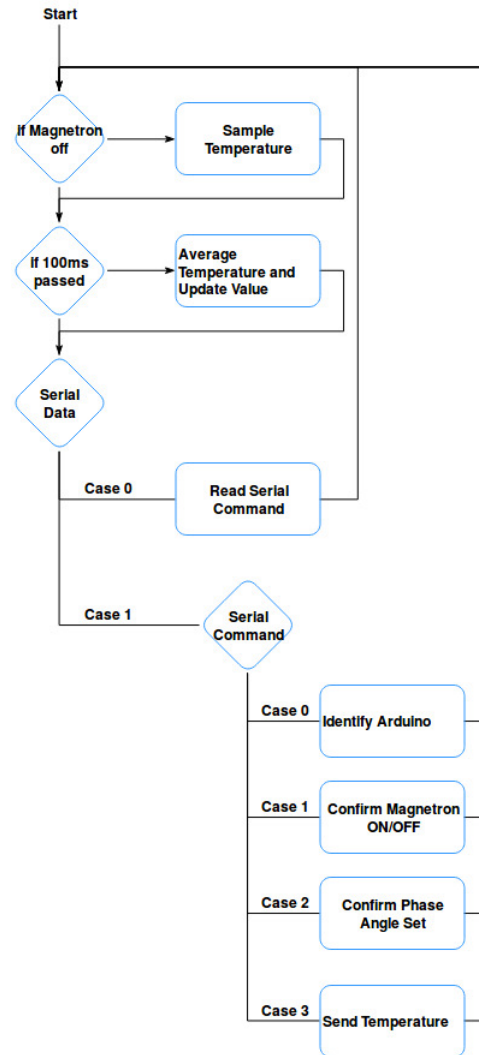 Start
if Magnetron
off
Sample
Temperature
if 100ms
passed
Average
Temperature and
Update Value
Serial
Data
Case 0
Read Serial
Command
Case 1
Serial
Command
Case 0
Identify Arduino
Case 1
Confirm Magnetron
ON/OFF
Case 2
Confirm Phase
Angle Set
Case 3
Send Temperature